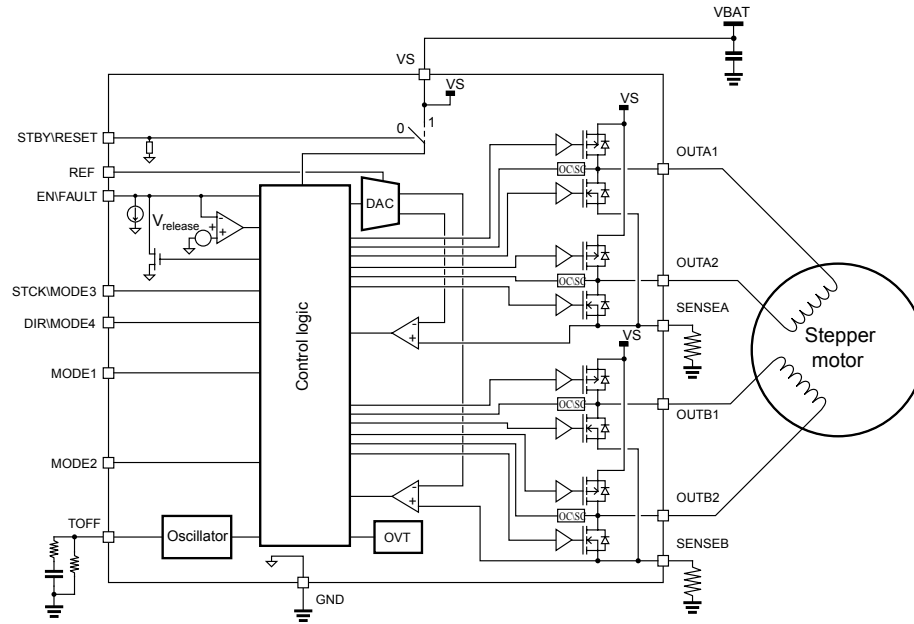 VBAT
VS
VS
VS
STBY\RESET
0
1
REF
EN\FAULT
DAC
OUTA1
OC\SC
Vrelease
-
+
+
OUTA2
OC\SC
STCK\MODE3
DIR\MODE4
SENSEA
-
+
VS
Stepper
motor
Control logic
MODE1
OUTB1
OC\SC
MODE2
-
+
OUTB2
OC\SC
TOFF
Oscillator
OVT
SENSEB
GND